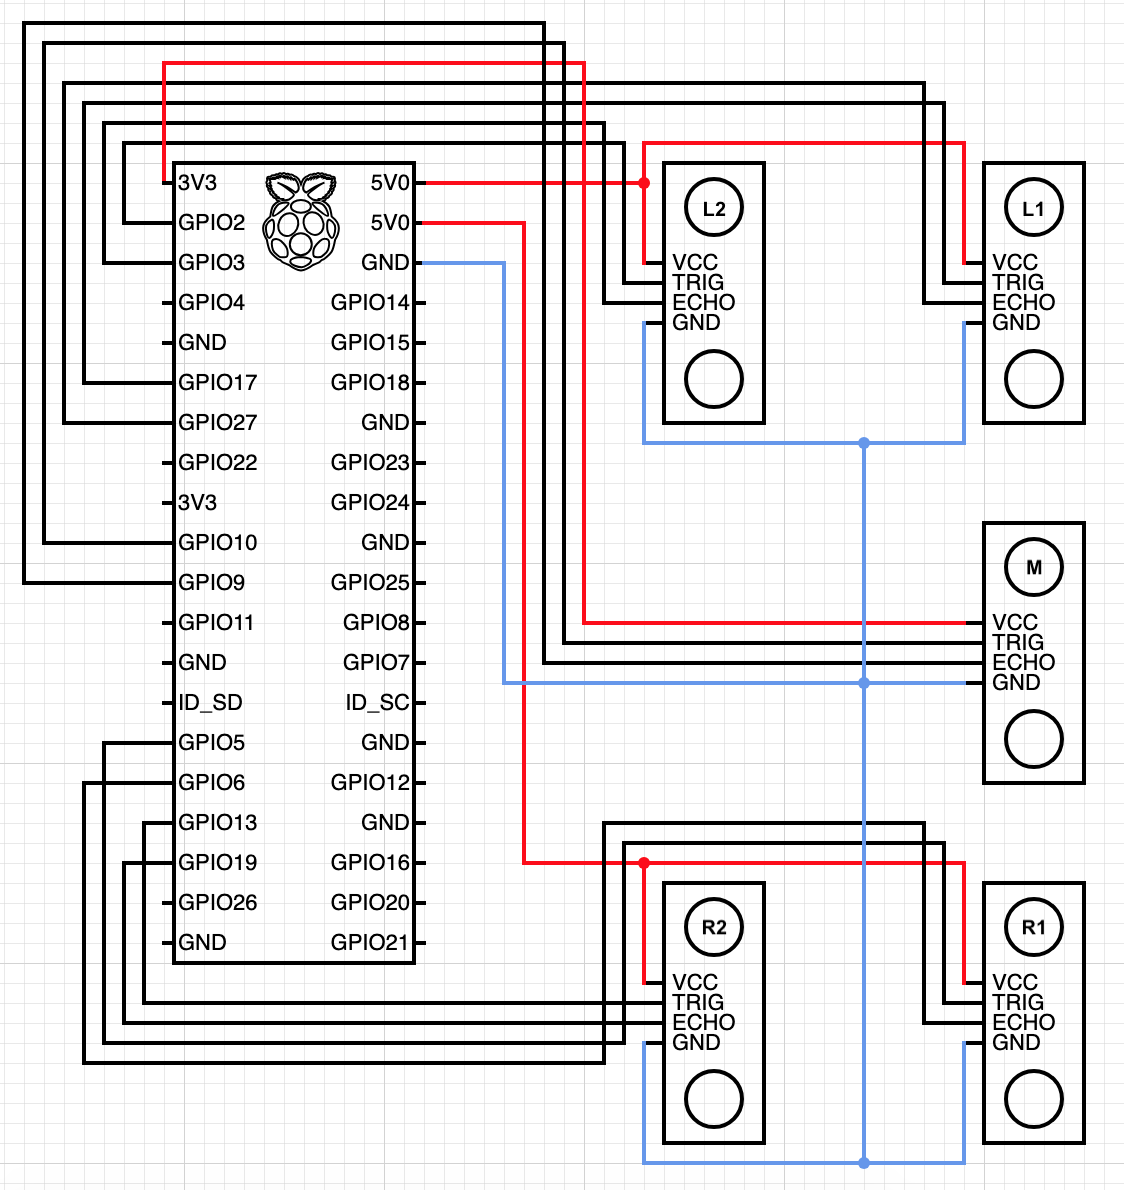 3V3
GPIO2
GPIO3
GPIO4
GND
GPIO17
GPIO27
GPIO22
3V3
GPIO10
GPIO9
GPIO11
GND
ID_SD
GPIO5
GPIO6
GPIO13
GPIO19
GPIO26
GND
5V0
5V0
GND
GPIO14
GPIO15
GPIO18
GND
GPIO23
GPIO24
GND
GPIO25
GPIO8
GPIO7
ID_SC
GND
GPIO12
GND
GPIO16
GPIO20
GPIO21
L2
VCC
TRIG
ECHO
GND
L1
VCC
TRIG
ECHO
GND
M
VCC
TRIG
ECHO
GND
R2
VCC
TRIG
ECHO
GND
R1
VCC
TRIG
ECHO
GND